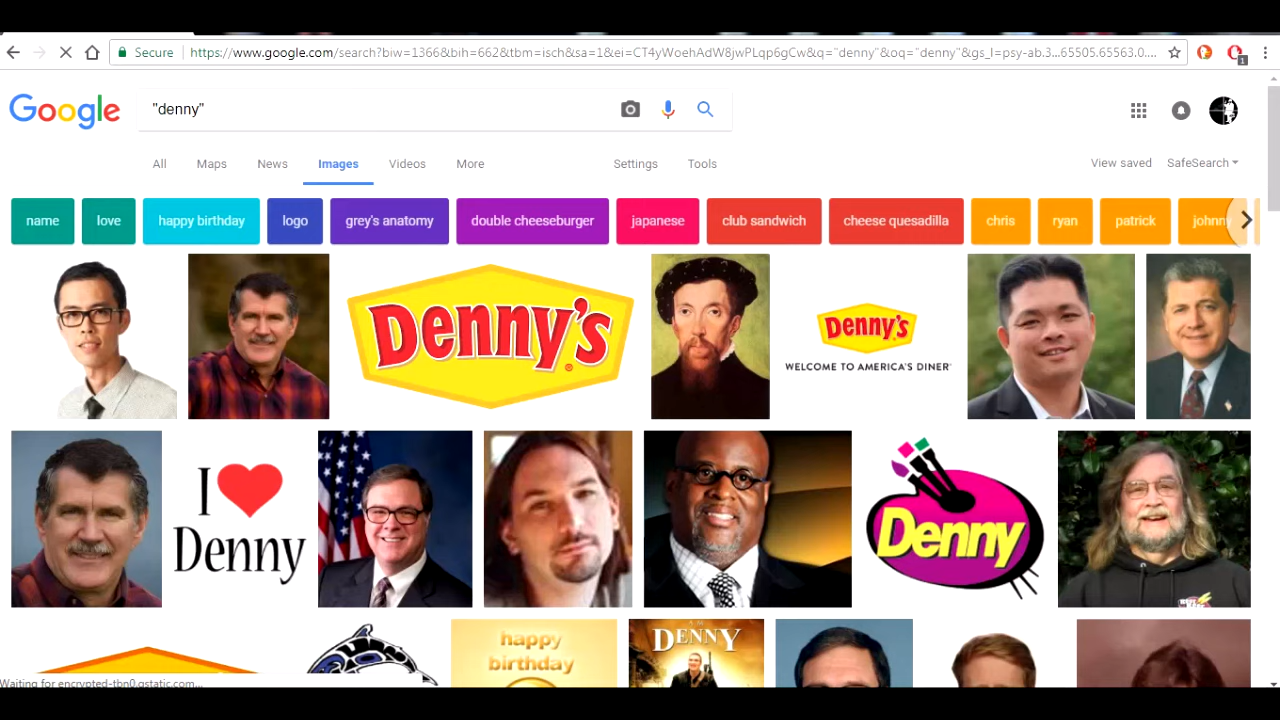 Secure
https://www.google.com/search?biw=1366&bih=662&tbm=isch&sa=1&ei=CT4yWoehAdW8jwPLqp6gCw&q="denny"&oq="denny"&gs_l=psy-ab.3...65505.65563.0....
1
Google
"denny"
All Maps News Images Videos More Settings Tools
View saved SafeSearch
name love happy birthday logo grey's anatomy double cheeseburger japanese club sandwich cheese quesadilla chris ryan patrick johnny
Denny's
Denny's
WELCOME TO AMERICA'S DINER
I
Denny
Denny
happy
birthday
DENNY
Waiting for encrypted-tbn0.gstatic.com...